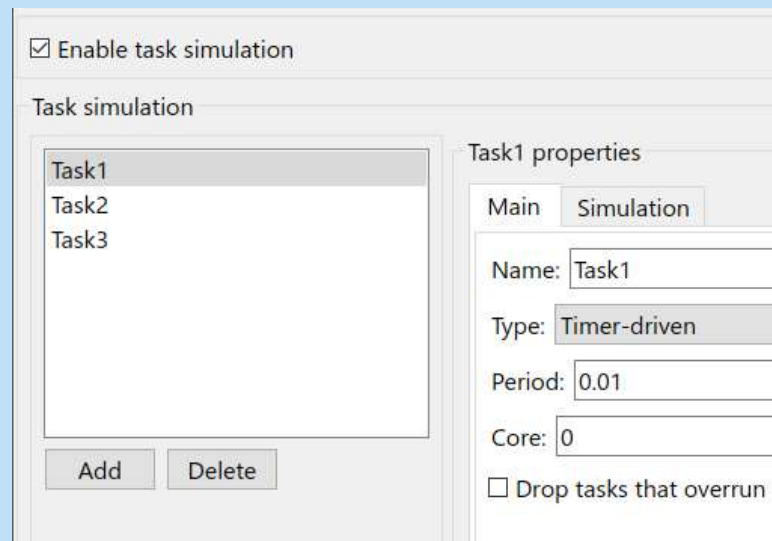 Enable task simulation
Task simulation
Task1
Task2
Task3
Add
Delete
Task1 properties
Main
Simulation
Name: Task1
Type: Timer-driven
Period: 0.01
Core: 0
Drop tasks that overrun